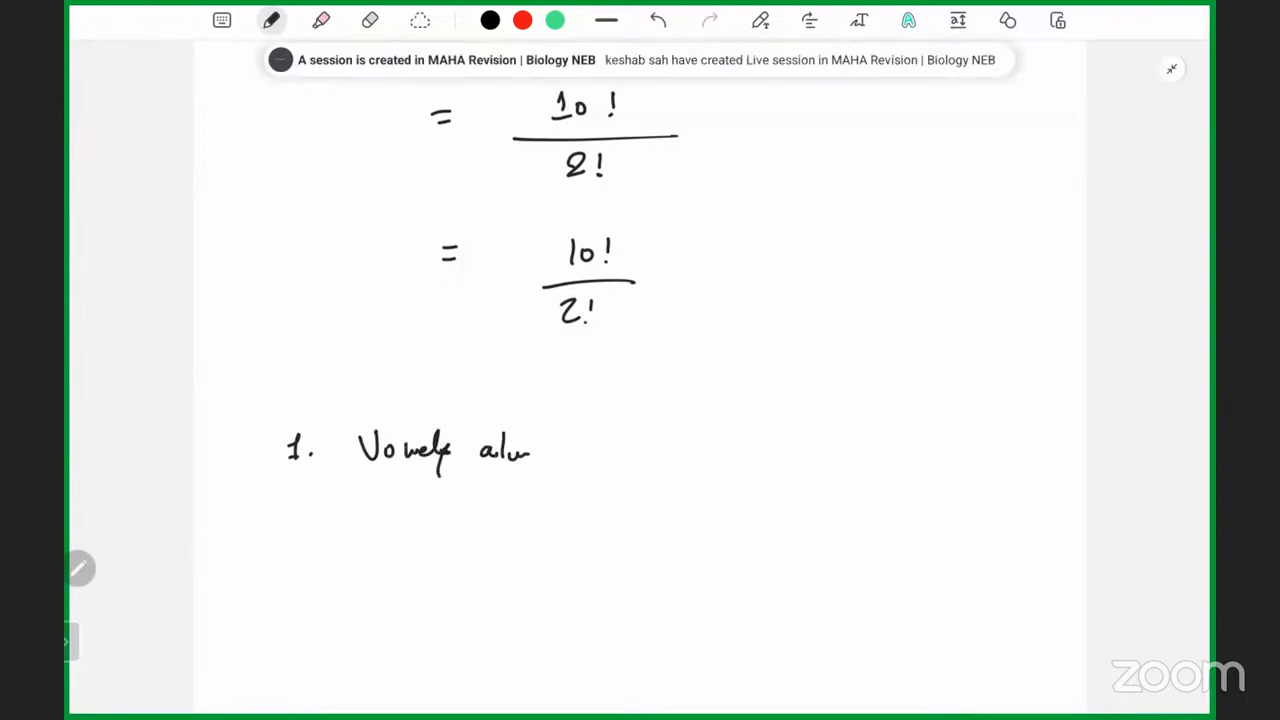 A session is created in MAHA Revision | Biology NEB keshab sah have created Live session in MAHA Revision | Biology NEB
= 10 !
2!
= 10!
2!
1. Vowels alw
zoom